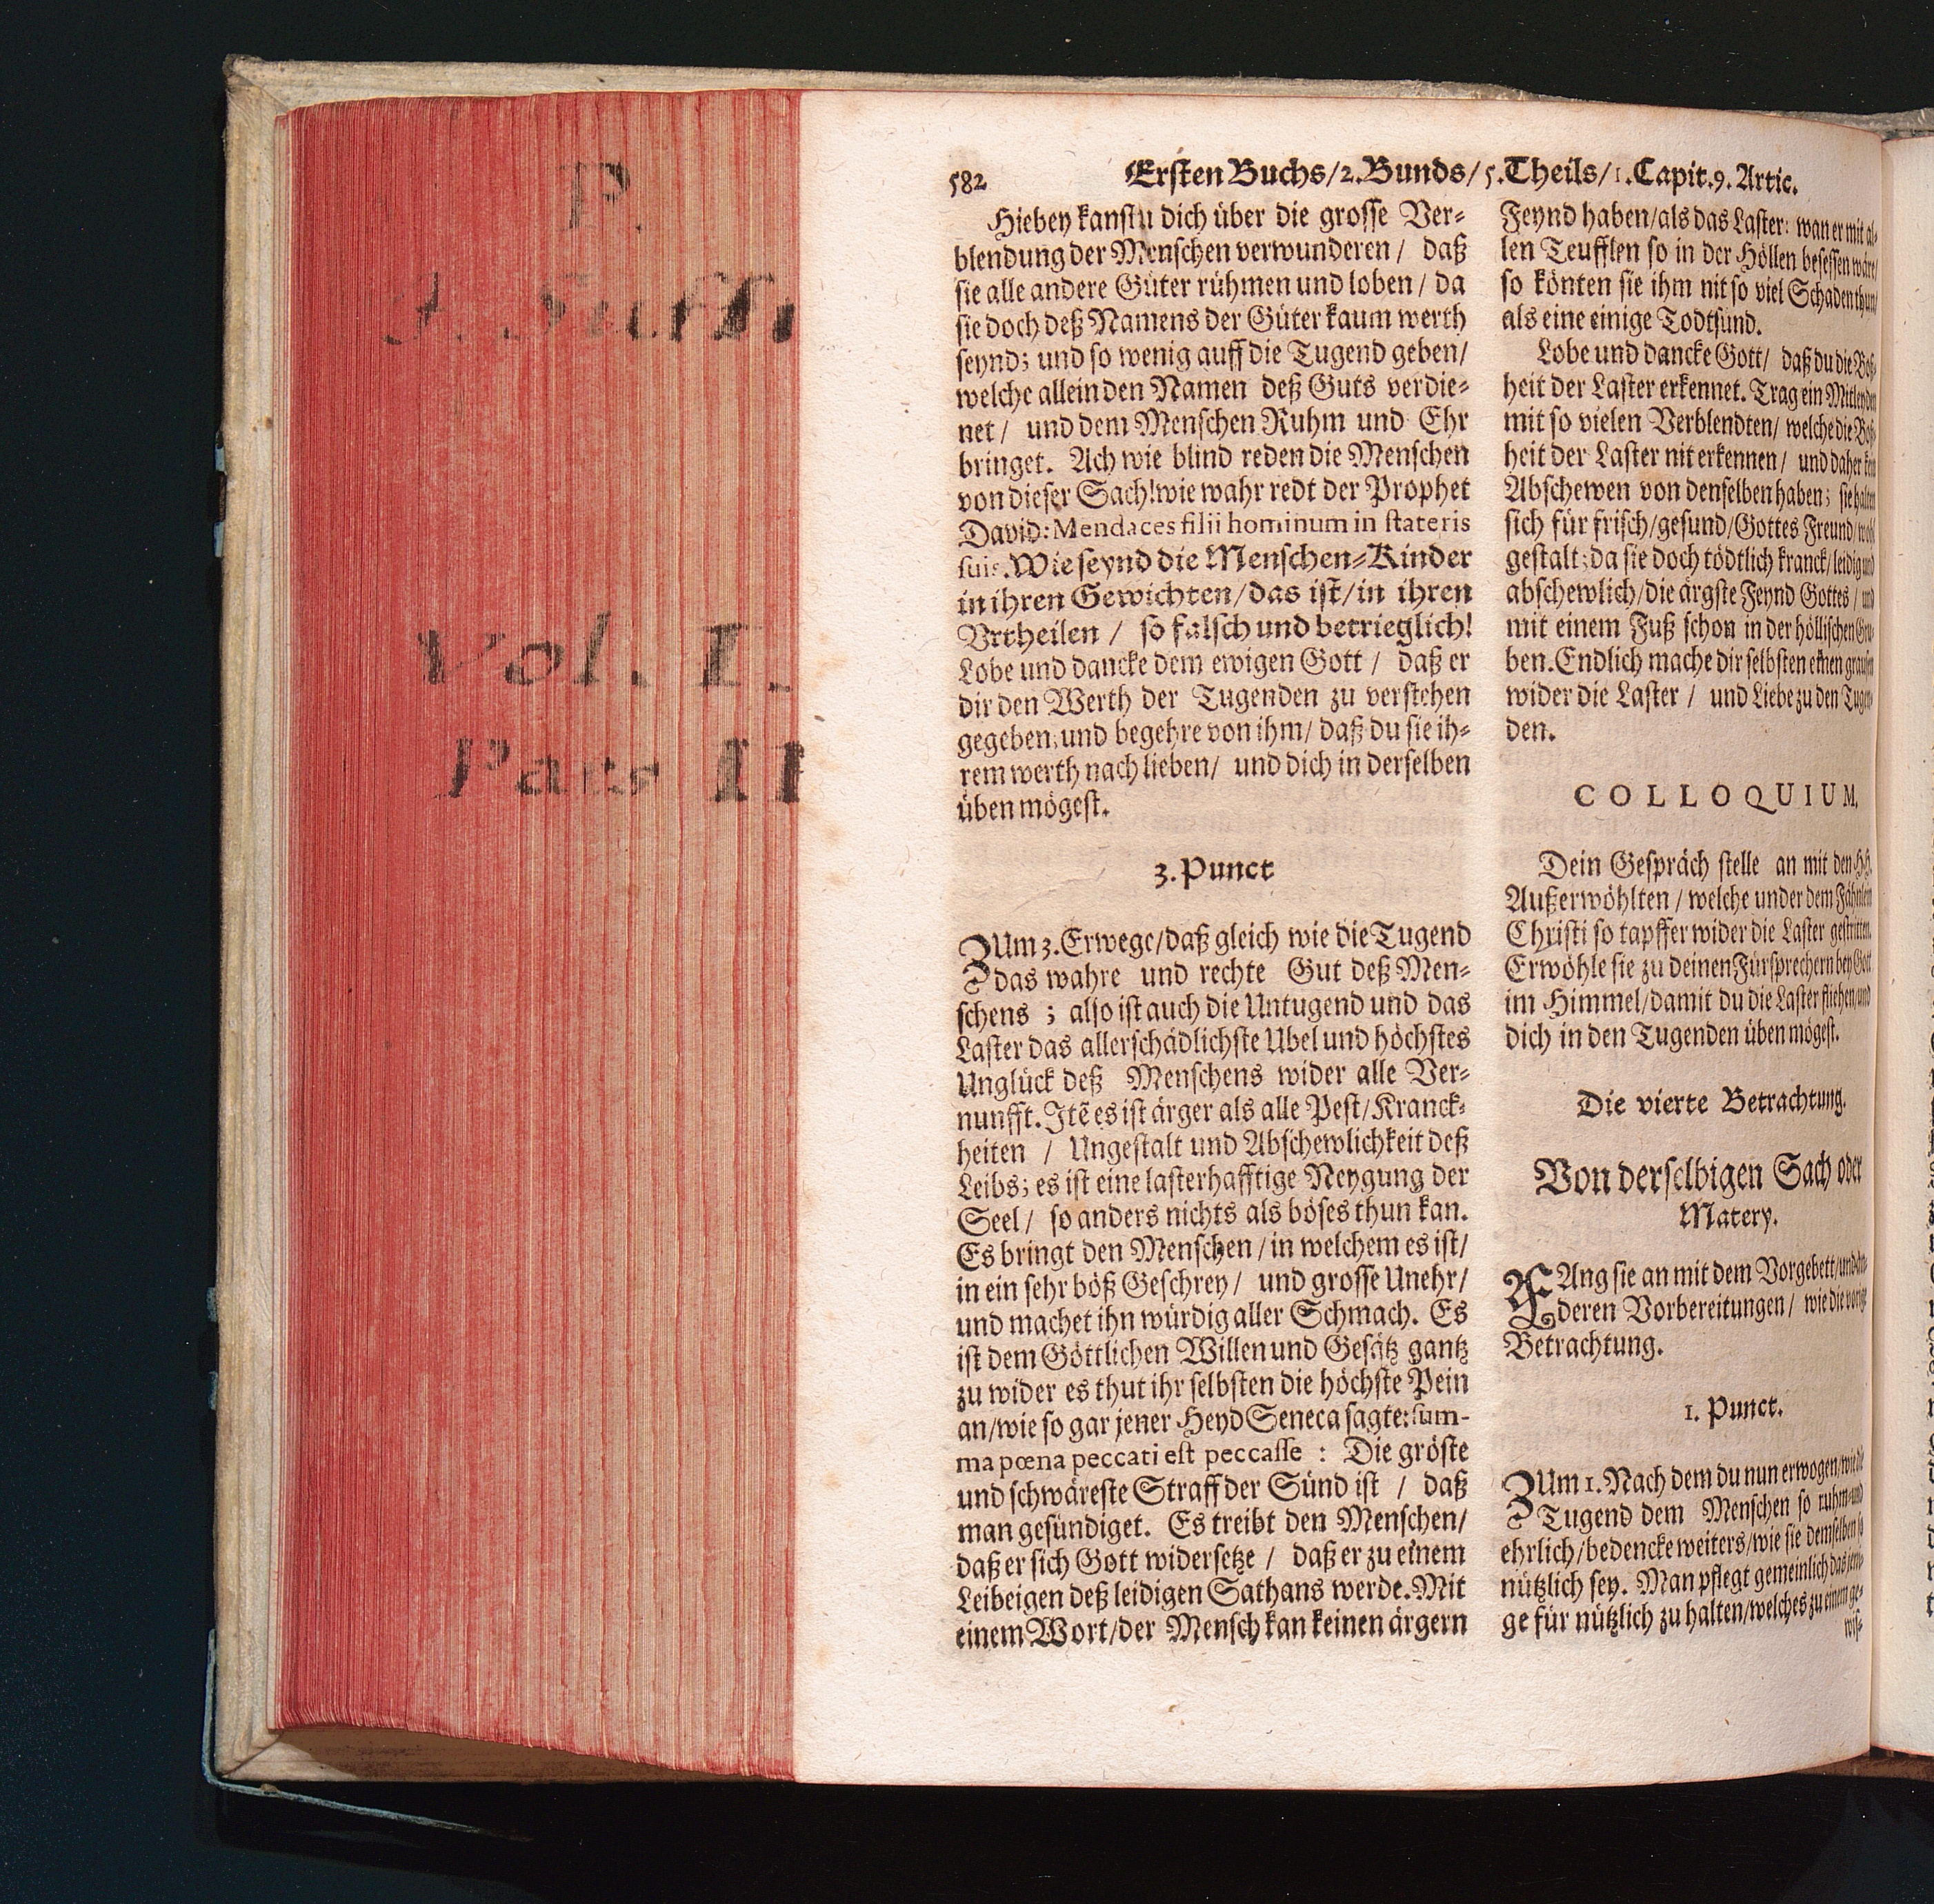 P.
J. Suffr
Vol. I.
Pars II
582 Ersten Buchs/2.Bunds/5.Theils/1.Capit.9.Artic.
Hiebey kanstu dich über die grosse Ver-
blendung der Menschen verwunderen / daß
sie alle andere Güter rühmen und loben / da
sie doch deß Namens der Güter kaum werth
seynd; und so wenig auff die Tugend geben/
welche allein den Namen deß Guts verdie-
net / und dem Menschen Ruhm und Ehr
bringet. Ach wie blind reden die Menschen
von dieser Sach! wie wahr redt der Prophet
David: Mendaces filii hominum in stateris
suis. Wie seynd die Menschen-Kinder
in ihren Gewichten/das ist/in ihren
Vrtheilen / so falsch und betrieglich!
Lobe und dancke dem ewigen Gott / daß er
dir den Werth der Tugenden zu verstehen
gegeben, und begehre von ihm/ daß du sie ih-
rem werth nach lieben/ und dich in derselben
üben mögest.
3. Punct
ZUm 3. Erwege/daß gleich wie die Tugend
das wahre und rechte Gut deß Men-
schens ; also ist auch die Untugend und das
Laster das allerschädlichste Ubel und höchstes
Unglück deß Menschens wider alle Ver-
nunfft. Itē es ist ärger als alle Pest/Kranck-
heiten / Ungestalt und Abschewlichkeit deß
Leibs; es ist eine lasterhafftige Neygung der
Seel / so anders nichts als böses thun kan.
Es bringt den Menschen / in welchem es ist/
in ein sehr böß Geschrey / und grosse Unehr/
und machet ihn würdig aller Schmach. Es
ist dem Göttlichen Willen und Gesätz gantz
zu wider es thut ihr selbsten die höchste Pein
an/wie so gar jener Heyd Seneca sagte: sum-
ma pœna peccati est peccasse : Die gröste
und schwäreste Straff der Sünd ist / daß
man gesündiget. Es treibt den Menschen/
daß er sich Gott widersetze / daß er zu einem
Leibeigen deß leidigen Sathans werde. Mit
einem Wort/der Mensch kan keinen ärgern
Feynd haben/als das Laster: wan er mit al-
len Teufflen so in der Höllen besessen wäre/
so könten sie ihm nit so viel Schaden thun/
als eine einige Todtsünd.
Lobe und dancke Gott / daß du die Boß-
heit der Laster erkennet. Trag ein Mitleyden
mit so vielen Verblendten/ welche die Boß-
heit der Laster nit erkennen / und daher kein
Abschewen von denselben haben; sie halten
sich für frisch/gesund/Gottes Freund/wol
gestalt; da sie doch tödtlich kranck/leidig und
abschewlich/die ärgste Feynd Gottes / und
mit einem Fuß schon in der höllischen Gru-
ben. Endlich mache dir selbsten einen grausen
wider die Laster / und Liebe zu den Tugen-
den.
COLLOQUIUM.
Dein Gespräch stelle an mit den HH.
Außerwöhlten / welche under dem Fähnlein
Christi so tapffer wider die Laster gestritten.
Erwöhle sie zu deinen Fürsprechern bey Gott
im Himmel/damit du die Laster fliehen/und
dich in den Tugenden üben mögest.
Die vierte Betrachtung.
Von derselbigen Sach oder
Matery.
FAng sie an mit dem Vorgebett/und an-
deren Vorbereitungen / wie die vorige
Betrachtung.
1. Punct.
ZUm 1. Nach dem du nun erwogen/wie die
Tugend dem Menschen so ruhm- und
ehrlich/bedencke weiters/wie sie demselben so
nützlich sey. Man pflegt gemeinlich das jeni-
ge für nützlich zu halten/welches zu einem ge-
wis-